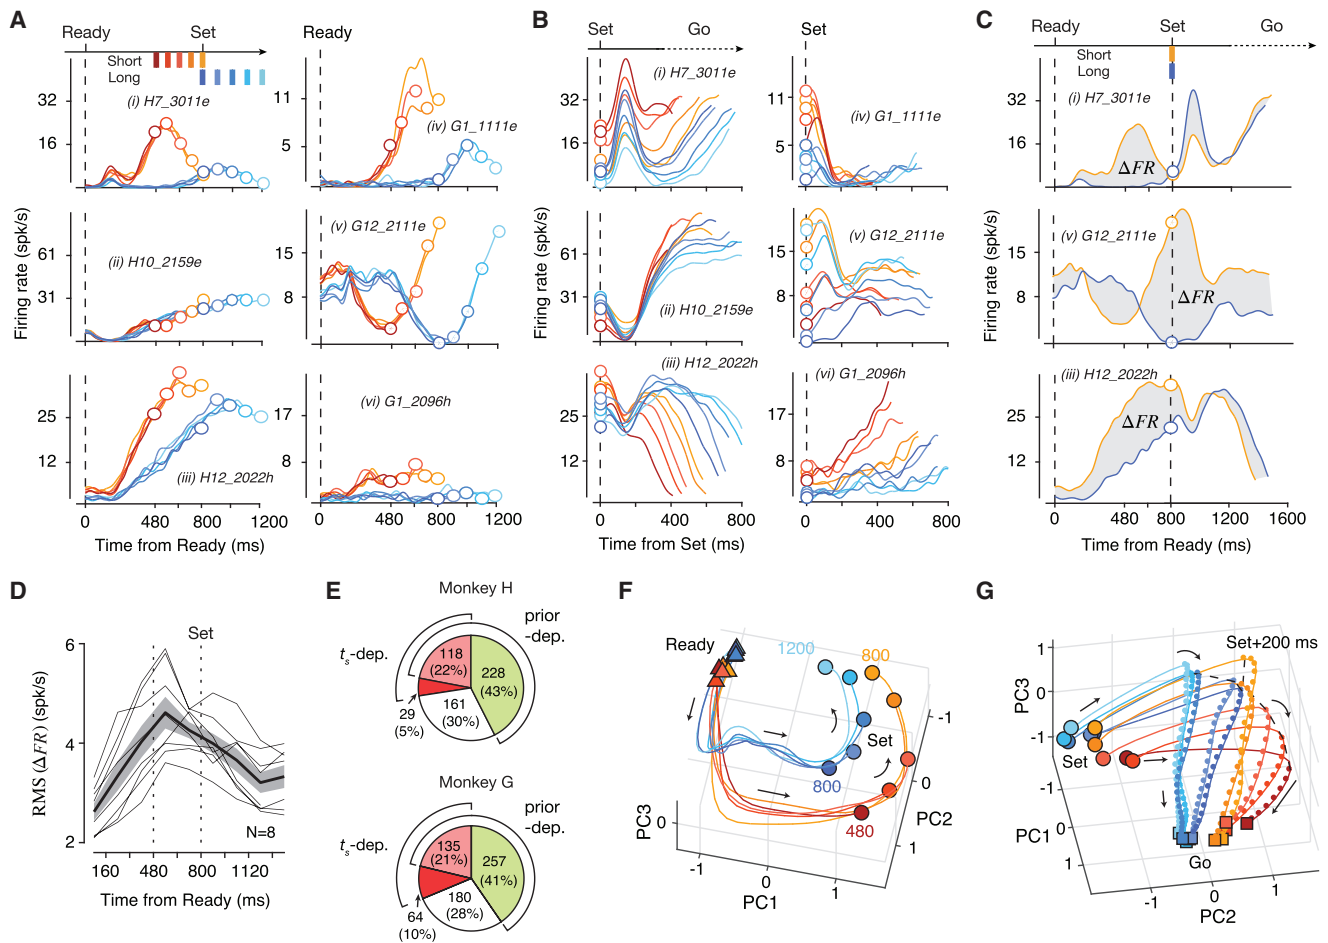 A
Ready
Set
Short
Long
(i) H7_3011e
32
16
Ready
11
5
(iv) G1_1111e
Firing rate (spk/s)
61
31
(ii) H10_2159e
15
8
(v) G12_2111e
25
12
(iii) H12_2022h
17
8
(vi) G1_2096h
0
480
800
1200
0
480
800
1200
Time from Ready (ms)
B
Set
Go
Set
(i) H7_3011e
32
16
11
5
(iv) G1_1111e
Firing rate (spk/s)
61
31
(ii) H10_2159e
15
8
(v) G12_2111e
25
12
(iii) H12_2022h
17
8
(vi) G1_2096h
0
400
800
0
400
800
Time from Set (ms)
C
Ready
Set
Go
Short
Long
(i) H7_3011e
32
16
ΔFR
Firing rate (spk/s)
(v) G12_2111e
15
8
ΔFR
(iii) H12_2022h
25
12
ΔFR
0
480
800
1200
1600
Time from Ready (ms)
D
Set
RMS (ΔFR) (spk/s)
6
4
2
N=8
160
480
800
1120
Time from Ready (ms)
E
Monkey H
prior
-dep.
ts-dep.
118
(22%)
228
(43%)
161
(30%)
29
(5%)
Monkey G
prior
-dep.
ts-dep.
135
(21%)
257
(41%)
180
(28%)
64
(10%)
F
Ready
1200
800
Set
800
480
-1
0
1
PC2
PC3
0
-1
0
1
PC1
G
Set+200 ms
1
0
-1
PC3
Set
-1
0
1
PC1
Go
-1
0
1
PC2